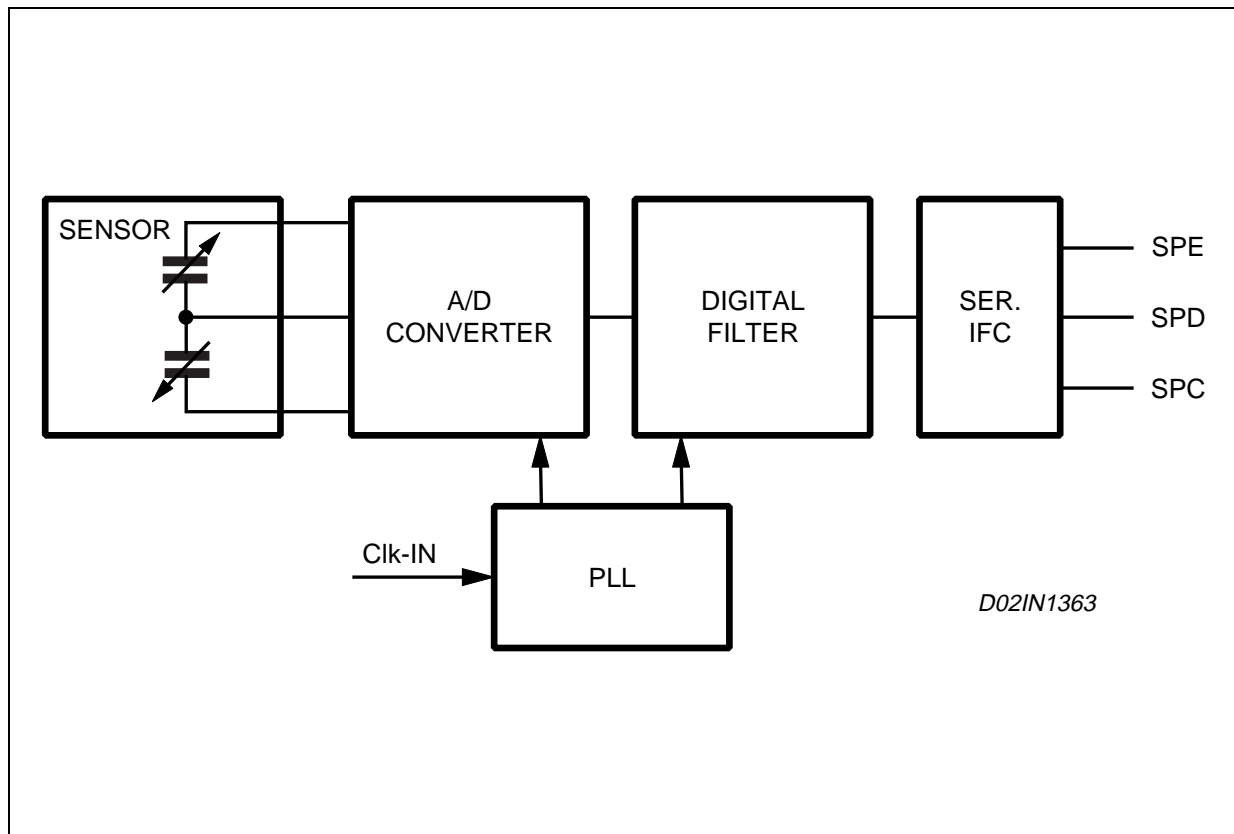 SENSOR
A/D
CONVERTER
DIGITAL
FILTER
SER.
IFC
SPE
SPD
SPC
Clk-IN
PLL
D02IN1363